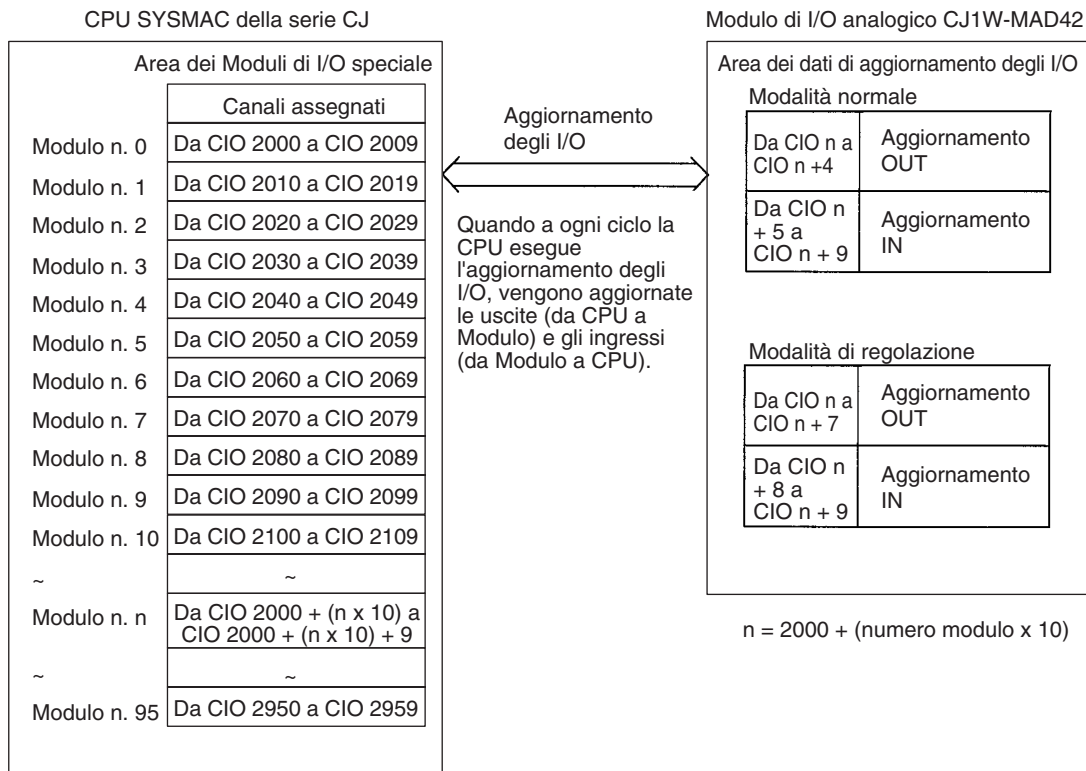 CPU SYSMAC della serie CJ
Area dei Moduli di I/O speciale
Canali assegnati
Modulo n. 0 Da CIO 2000 a CIO 2009
Modulo n. 1 Da CIO 2010 a CIO 2019
Modulo n. 2 Da CIO 2020 a CIO 2029
Modulo n. 3 Da CIO 2030 a CIO 2039
Modulo n. 4 Da CIO 2040 a CIO 2049
Modulo n. 5 Da CIO 2050 a CIO 2059
Modulo n. 6 Da CIO 2060 a CIO 2069
Modulo n. 7 Da CIO 2070 a CIO 2079
Modulo n. 8 Da CIO 2080 a CIO 2089
Modulo n. 9 Da CIO 2090 a CIO 2099
Modulo n. 10 Da CIO 2100 a CIO 2109
~ ~
Modulo n. n Da CIO 2000 + (n x 10) a
CIO 2000 + (n x 10) + 9
~ ~
Modulo n. 95 Da CIO 2950 a CIO 2959
Aggiornamento
degli I/O
Quando a ogni ciclo la
CPU esegue
l'aggiornamento degli
I/O, vengono aggiornate
le uscite (da CPU a
Modulo) e gli ingressi
(da Modulo a CPU).
Modulo di I/O analogico CJ1W-MAD42
Area dei dati di aggiornamento degli I/O
Modalità normale
Da CIO n a
CIO n +4
Aggiornamento
OUT
Da CIO n
+ 5 a
CIO n + 9
Aggiornamento
IN
Modalità di regolazione
Da CIO n a
CIO n + 7
Aggiornamento
OUT
Da CIO n
+ 8 a
CIO n + 9
Aggiornamento
IN
n = 2000 + (numero modulo x 10)